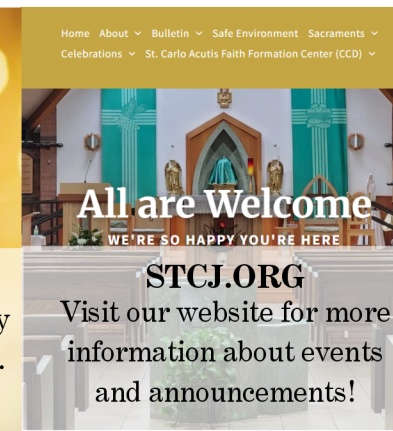 Home About Bulletin Safe Environment Sacraments
Celebrations St. Carlo Acutis Faith Formation Center (CCD)
All are Welcome
WE'RE SO HAPPY YOU'RE HERE
STCJ.ORG
Visit our website for more
information about events
and announcements!
y
.